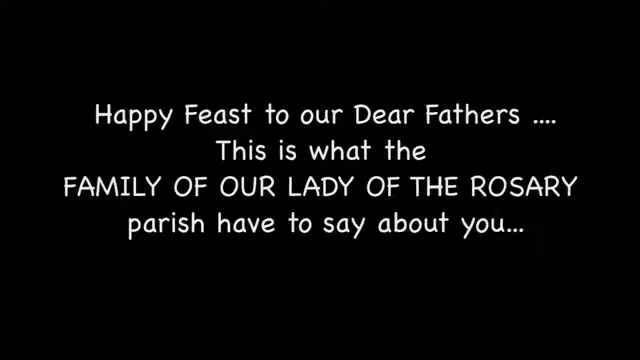 Happy Feast to our Dear Fathers ....
This is what the
FAMILY OF OUR LADY OF THE ROSARY
parish have to say about you...